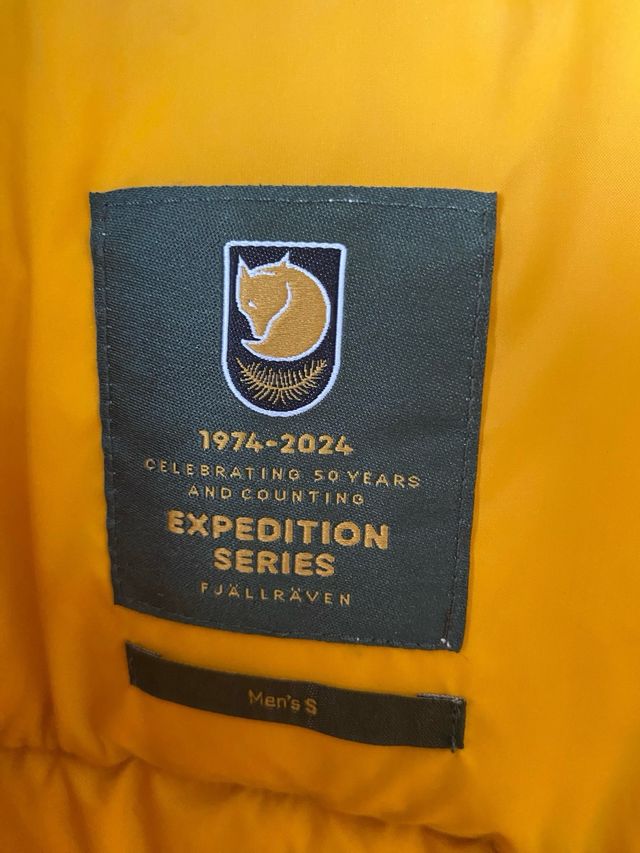 1974-2024
CELEBRATING 50 YEARS
AND COUNTING
EXPEDITION
SERIES
FJÄLLRÄVEN
Men's S